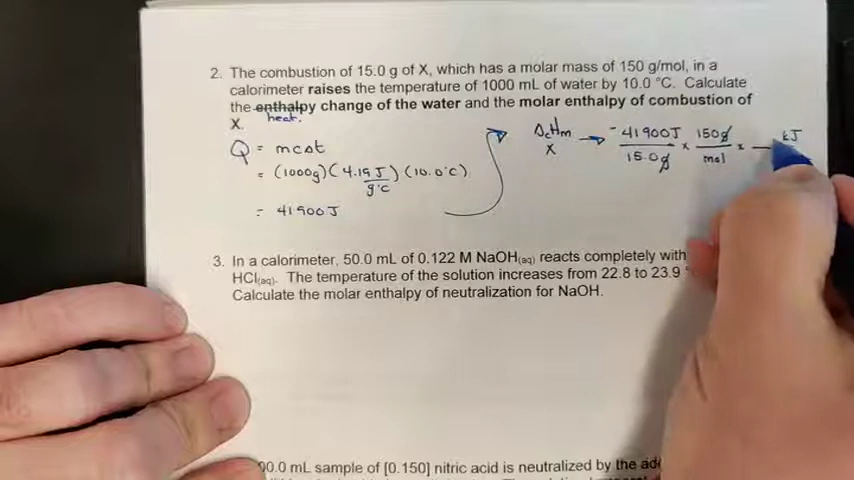 2. The combustion of 15.0 g of X, which has a molar mass of 150 g/mol, in a
calorimeter raises the temperature of 1000 mL of water by 10.0 °C. Calculate
the enthalpy change of the water and the molar enthalpy of combustion of
heat.
X.
Q = mcΔt
= (1000g)(4.19 J/g°C)(10.0°C)
= 41900J
ΔcHm
X
-41900J / 15.0g x 150g / mol x kJ
3. In a calorimeter, 50.0 mL of 0.122 M NaOH(aq) reacts completely with
HCl(aq). The temperature of the solution increases from 22.8 to 23.9
Calculate the molar enthalpy of neutralization for NaOH.
00.0 mL sample of [0.150] nitric acid is neutralized by the